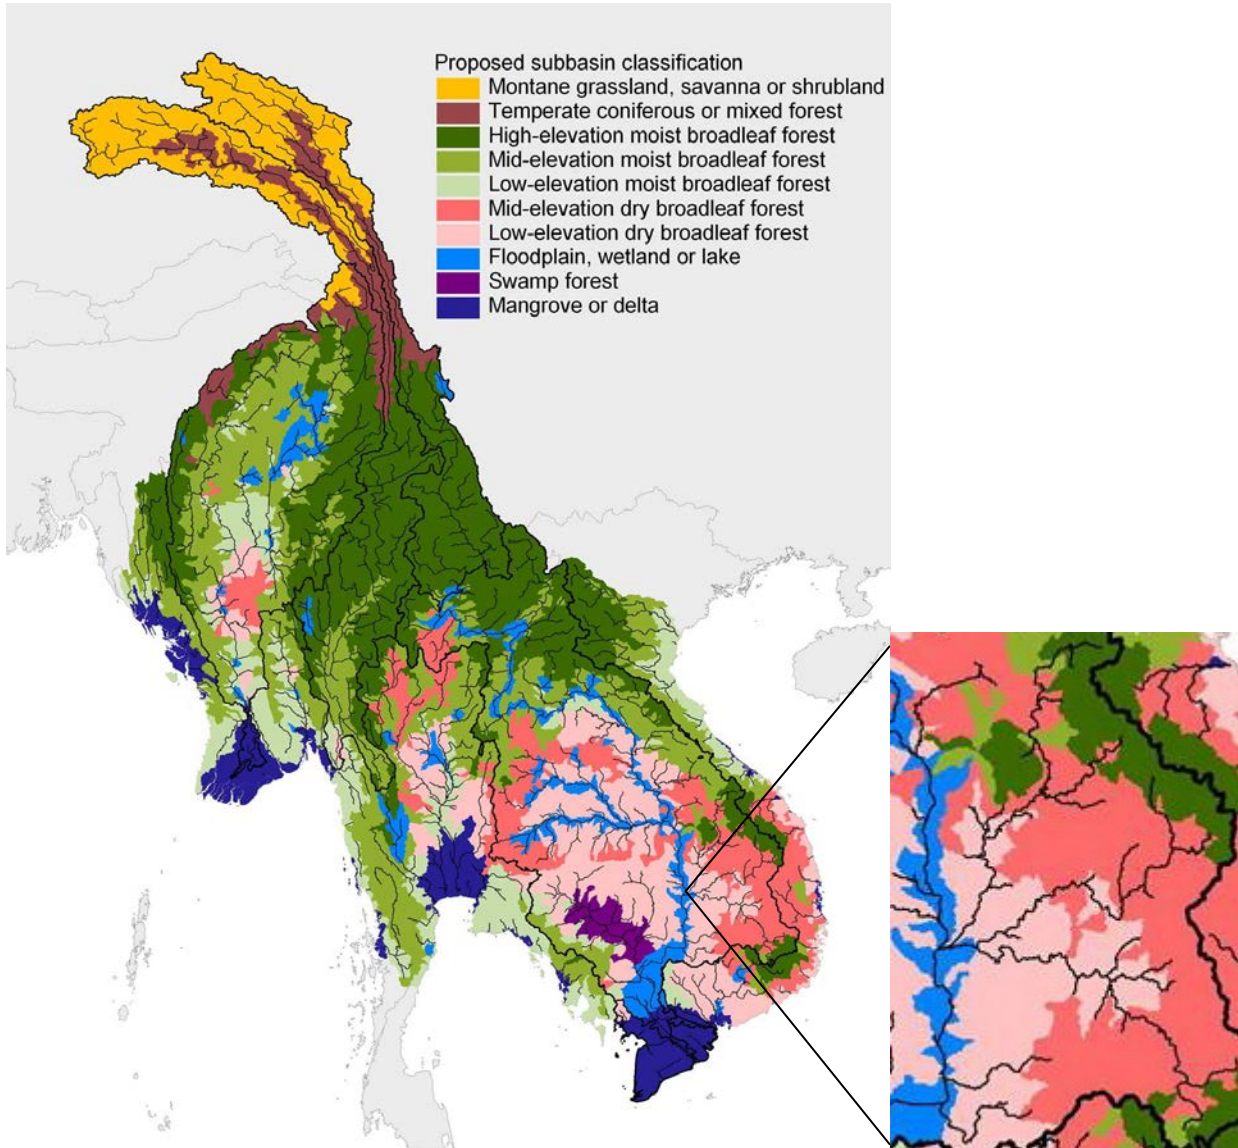 Proposed subbasin classification
Montane grassland, savanna or shrubland
Temperate coniferous or mixed forest
High-elevation moist broadleaf forest
Mid-elevation moist broadleaf forest
Low-elevation moist broadleaf forest
Mid-elevation dry broadleaf forest
Low-elevation dry broadleaf forest
Floodplain, wetland or lake
Swamp forest
Mangrove or delta